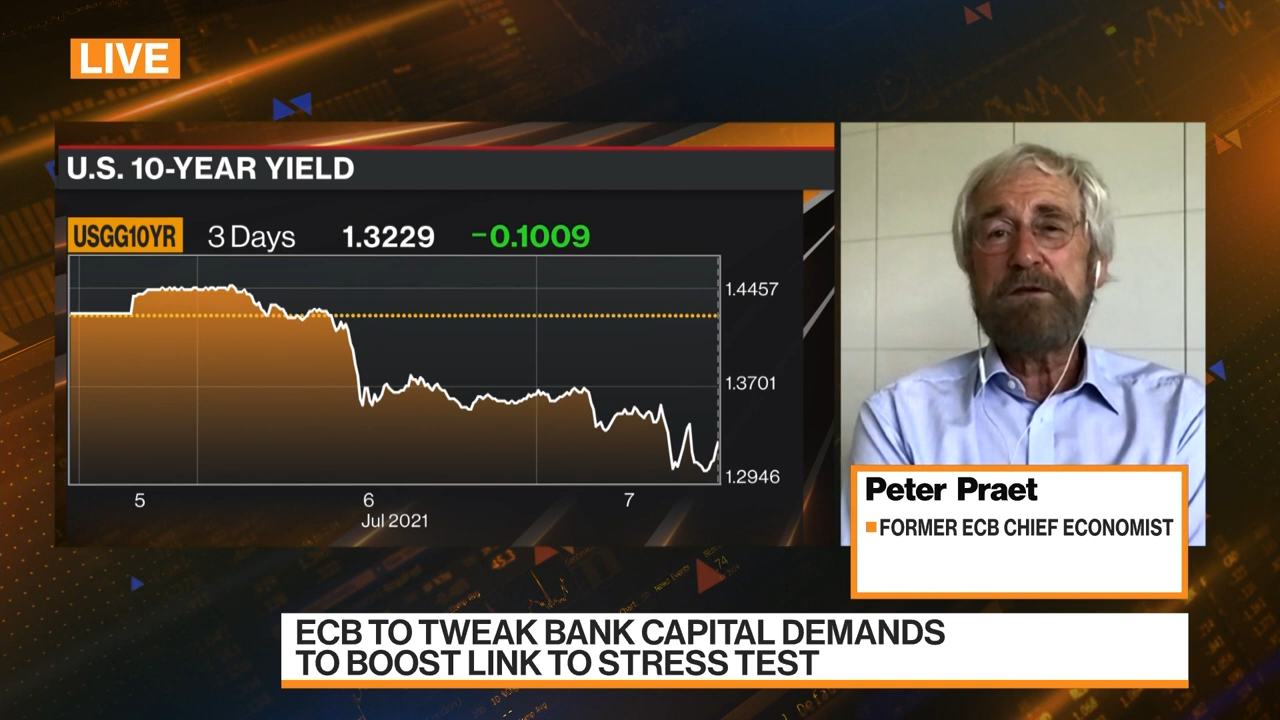 LIVE
U.S. 10-YEAR YIELD
USGG10YR 3 Days 1.3229 -0.1009
1.4457
1.3701
1.2946
5 6 7
Jul 2021
Peter Praet
FORMER ECB CHIEF ECONOMIST
ECB TO TWEAK BANK CAPITAL DEMANDS
TO BOOST LINK TO STRESS TEST